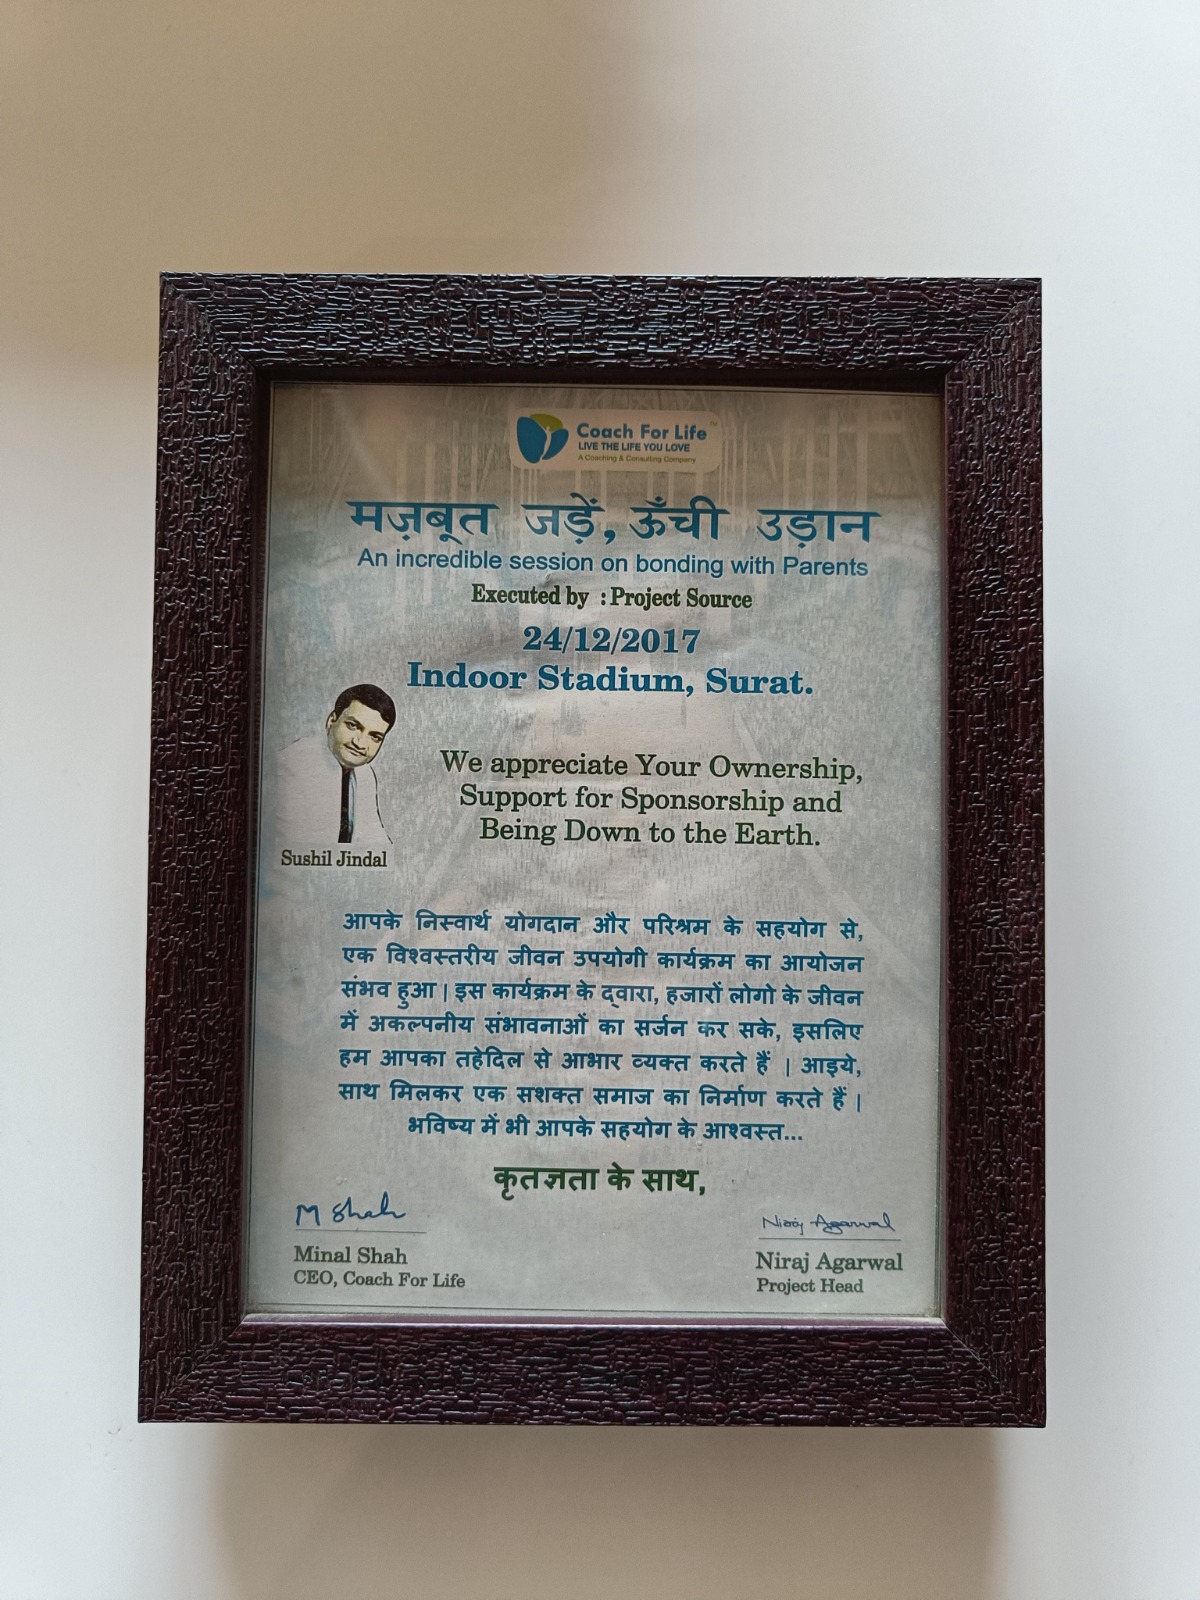 Coach For Life
LIVE THE LIFE YOU LOVE
A Coaching & Consulting Company
मज़बूत जड़ें, ऊँची उड़ान
An incredible session on bonding with Parents
Executed by : Project Source
24/12/2017
Indoor Stadium, Surat.
We appreciate Your Ownership,
Support for Sponsorship and
Being Down to the Earth.
Sushil Jindal
आपके निस्वार्थ योगदान और परिश्रम के सहयोग से,
एक विश्वस्तरीय जीवन उपयोगी कार्यक्रम का आयोजन
संभव हुआ | इस कार्यक्रम के द्वारा, हजारों लोगो के जीवन
में अकल्पनीय संभावनाओं का सर्जन कर सके, इसलिए
हम आपका तहेदिल से आभार व्यक्त करते हैं | आइये,
साथ मिलकर एक सशक्त समाज का निर्माण करते हैं |
भविष्य में भी आपके सहयोग के आश्वस्त...
कृतज्ञता के साथ,
M Shah
Niraj Agarwal
Minal Shah
CEO, Coach For Life
Niraj Agarwal
Project Head